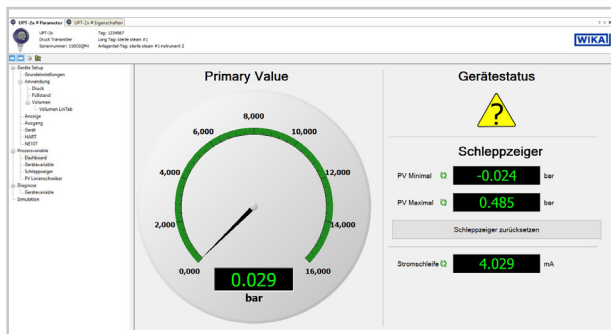 UPT-2x # Parameter UPT-2x # Eigenschaften
UPT-2x Tag: 1234567
Druck Transmitter Long Tag: sterile steam #1
Seriennummer: 110CGQPH Anlagenteil-Tag: sterile steam #1-instrument 2
WIKA
Geräte Setup
Grundeinstellungen
Anwendung
Druck
Füllstand
Volumen
Volumen LinTab
Anzeige
Ausgang
Gerät
HART
NE107
Prozessvariable
Dashboard
Gerätevariable
Schleppzeiger
PV Linienschreiber
Diagnose
Gerätevariable
Simulation
Primary Value
0,000
2,000
4,000
6,000
8,000
10,000
12,000
14,000
16,000
0.029
bar
Gerätestatus
?
Schleppzeiger
PV Minimal -0.024 bar
PV Maximal 0.485 bar
Schleppzeiger zurücksetzen
Stromschleife 4.029 mA